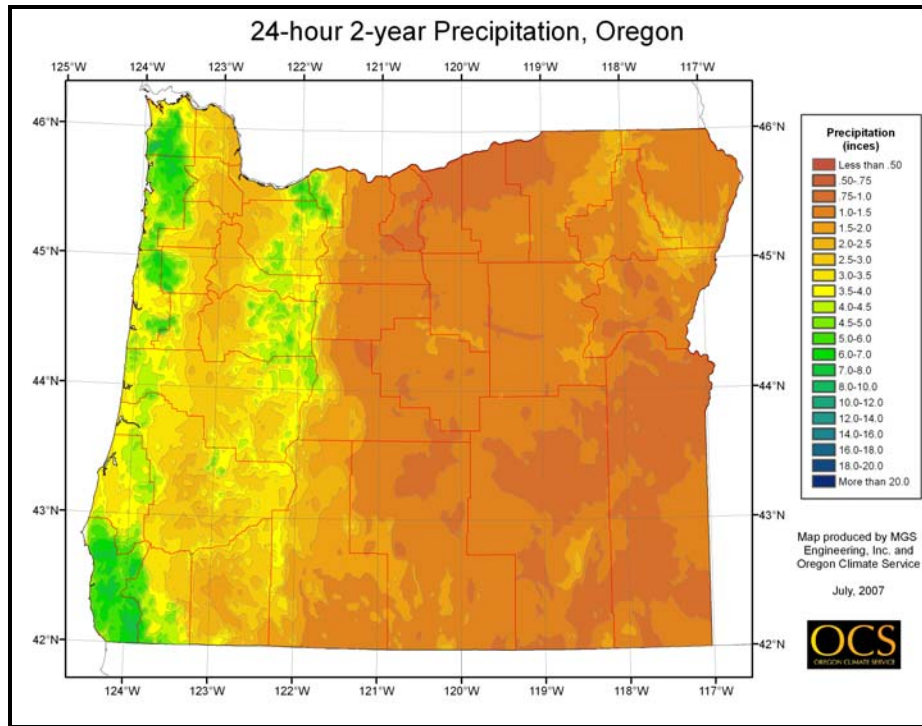 24-hour 2-year Precipitation, Oregon
125°W 124°W 123°W 122°W 121°W 120°W 119°W 118°W 117°W
46°N 46°N
45°N 45°N
44°N 44°N
43°N 43°N
42°N 42°N
124°W 123°W 122°W 121°W 120°W 119°W 118°W 117°W
Precipitation
(inces)
Less than .50
.50-.75
.75-1.0
1.0-1.5
1.5-2.0
2.0-2.5
2.5-3.0
3.0-3.5
3.5-4.0
4.0-4.5
4.5-5.0
5.0-6.0
6.0-7.0
7.0-8.0
8.0-10.0
10.0-12.0
12.0-14.0
14.0-16.0
16.0-18.0
18.0-20.0
More than 20.0
Map produced by MGS
Engineering, Inc. and
Oregon Climate Service
July, 2007
OCS
OREGON CLIMATE SERVICE